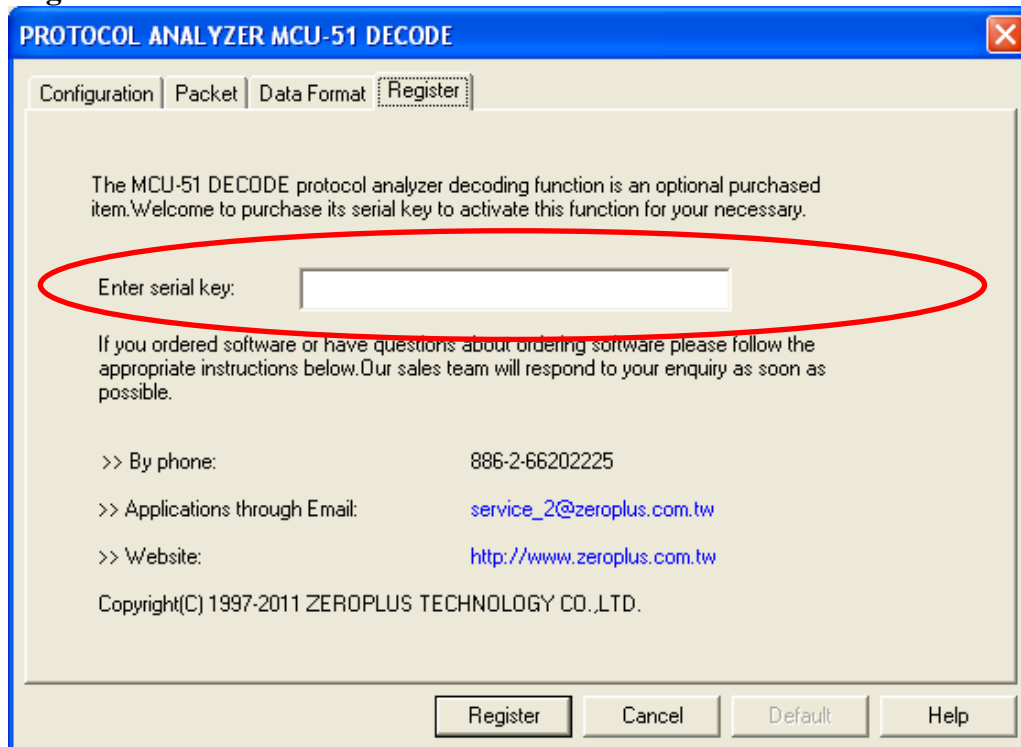 PROTOCOL ANALYZER MCU-51 DECODE
Configuration Packet Data Format Register
The MCU-51 DECODE protocol analyzer decoding function is an optional purchased
item.Welcome to purchase its serial key to activate this function for your necessary.
Enter serial key:
If you ordered software or have questions about ordering software please follow the
appropriate instructions below.Our sales team will respond to your enquiry as soon as
possible.
>> By phone: 886-2-66202225
>> Applications through Email: service_2@zeroplus.com.tw
>> Website: http://www.zeroplus.com.tw
Copyright(C) 1997-2011 ZEROPLUS TECHNOLOGY CO.,LTD.
Register Cancel Default Help